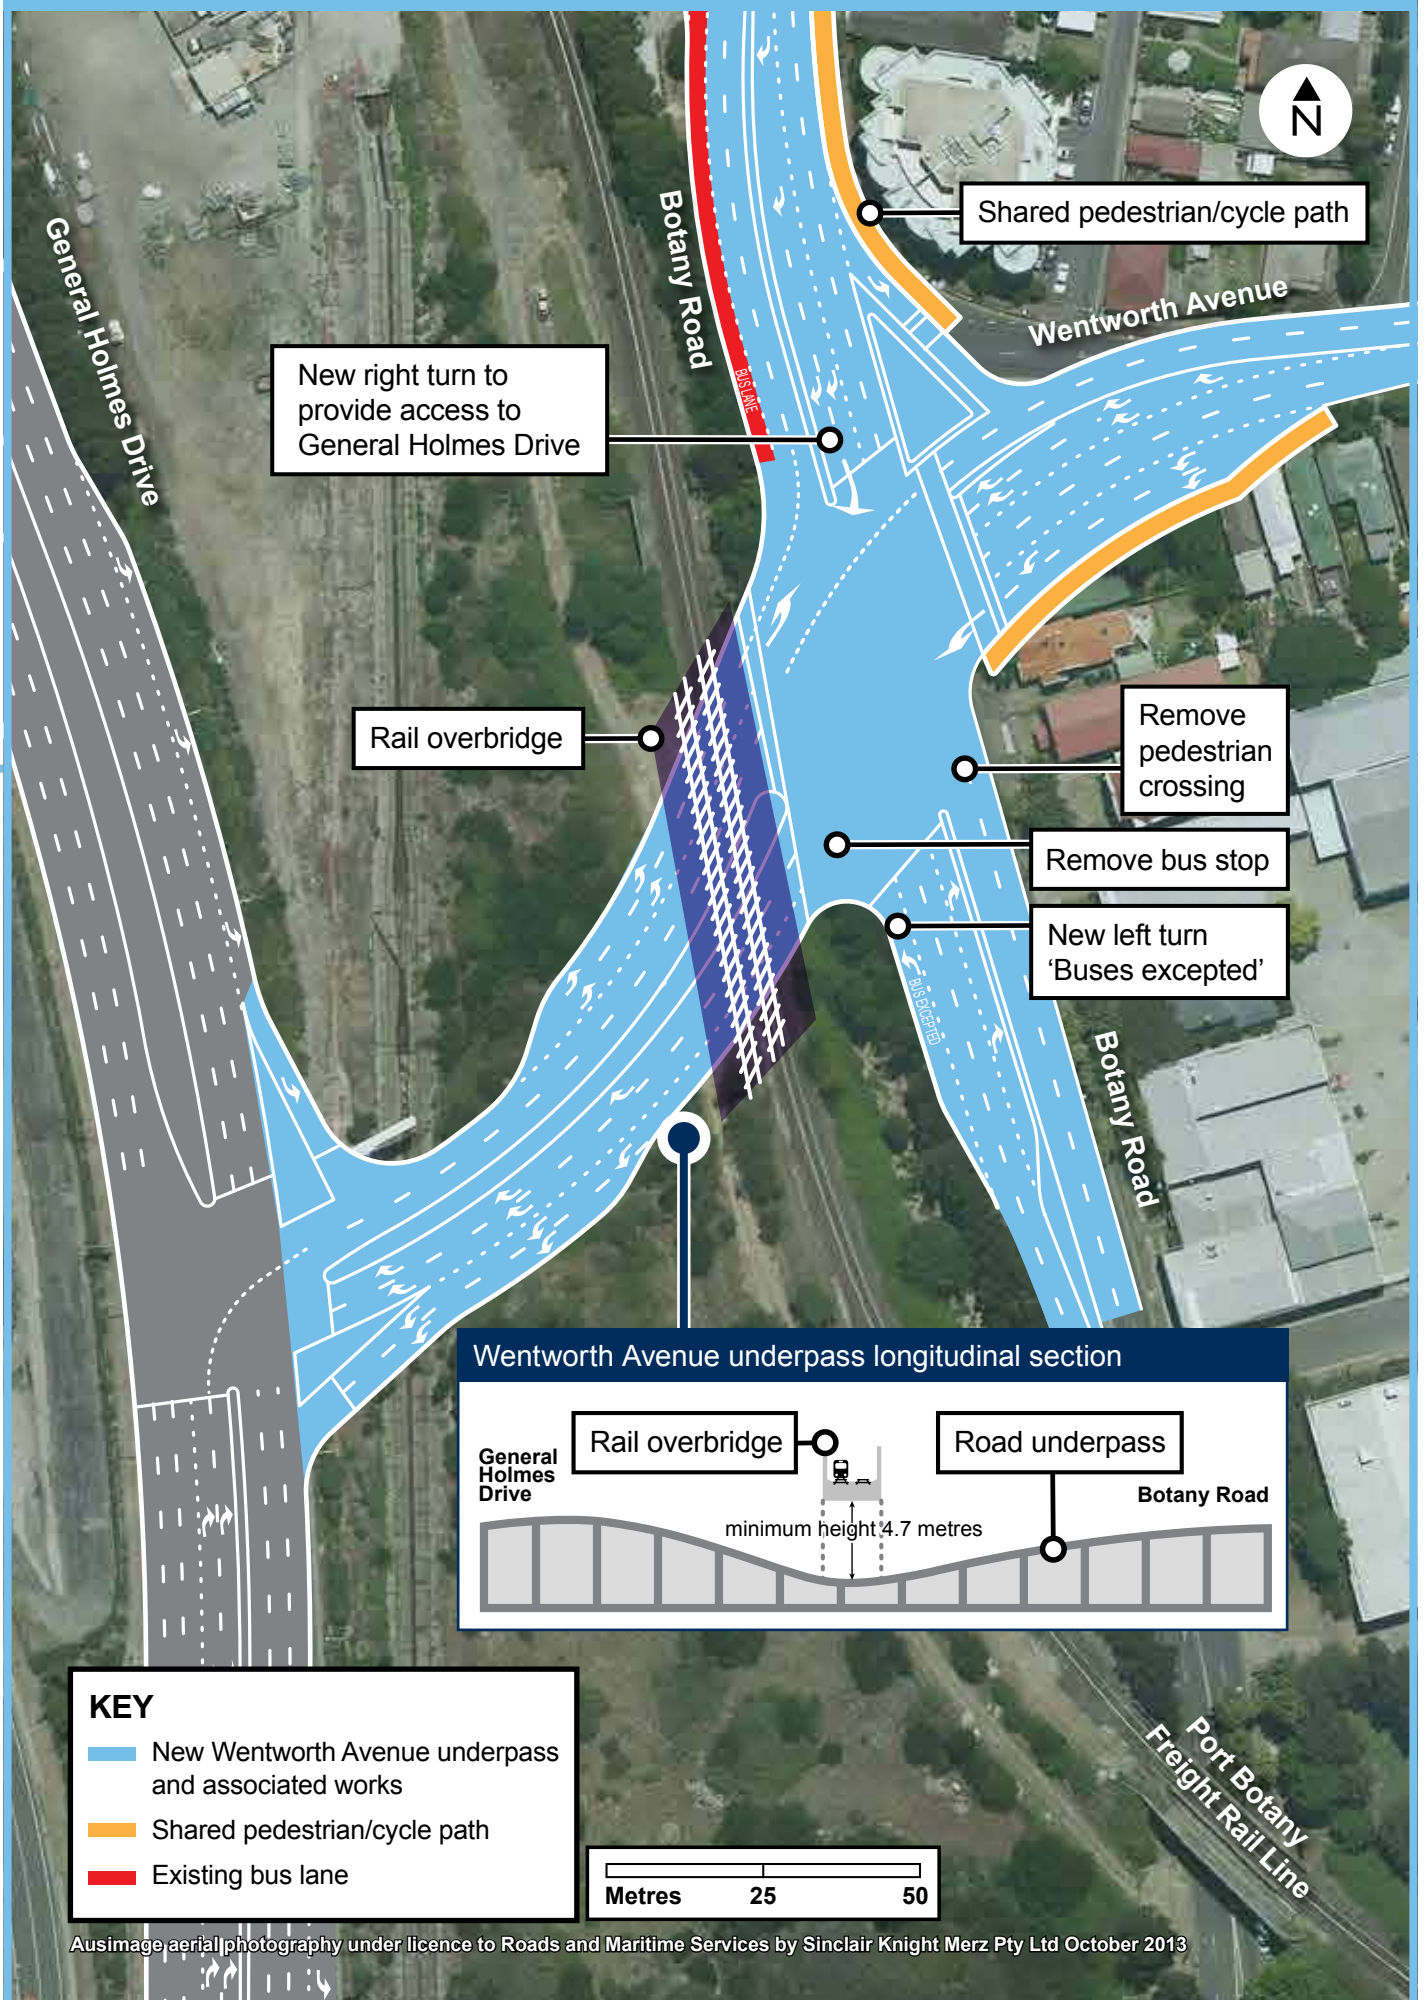 N
Shared pedestrian/cycle path
Botany Road
General Holmes Drive
Wentworth Avenue
New right turn to
provide access to
General Holmes Drive
BUS LANE
Rail overbridge
Remove
pedestrian
crossing
Remove bus stop
New left turn
‘Buses excepted’
BUS EXCEPTED
Botany Road
Wentworth Avenue underpass longitudinal section
Rail overbridge
Road underpass
General
Holmes
Drive
Botany Road
minimum height 4.7 metres
KEY
New Wentworth Avenue underpass
and associated works
Shared pedestrian/cycle path
Existing bus lane
Port Botany
Freight Rail Line
Metres 25 50
Ausimage aerial photography under licence to Roads and Maritime Services by Sinclair Knight Merz Pty Ltd October 2013